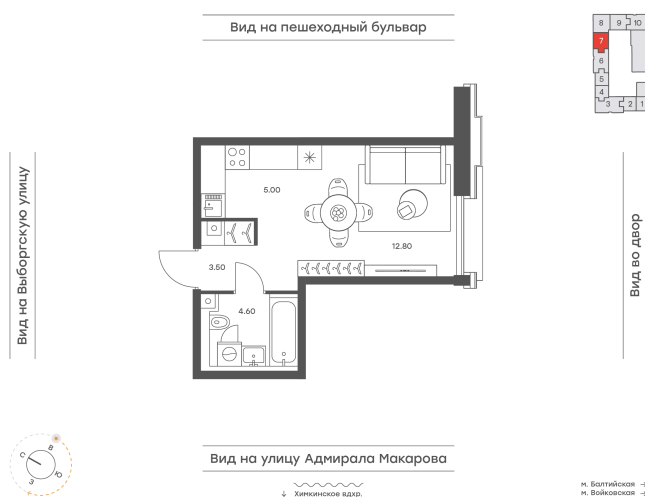 Вид на пешеходный бульвар
8 9 10
7
6
5
4
3 2 1
Вид на Выборгскую улицу
Вид во двор
5.00
12.80
3.50
4.60
Вид на улицу Адмирала Макарова
Химкинское вдхр.
С В
З Ю
м. Балтийская
м. Войковская